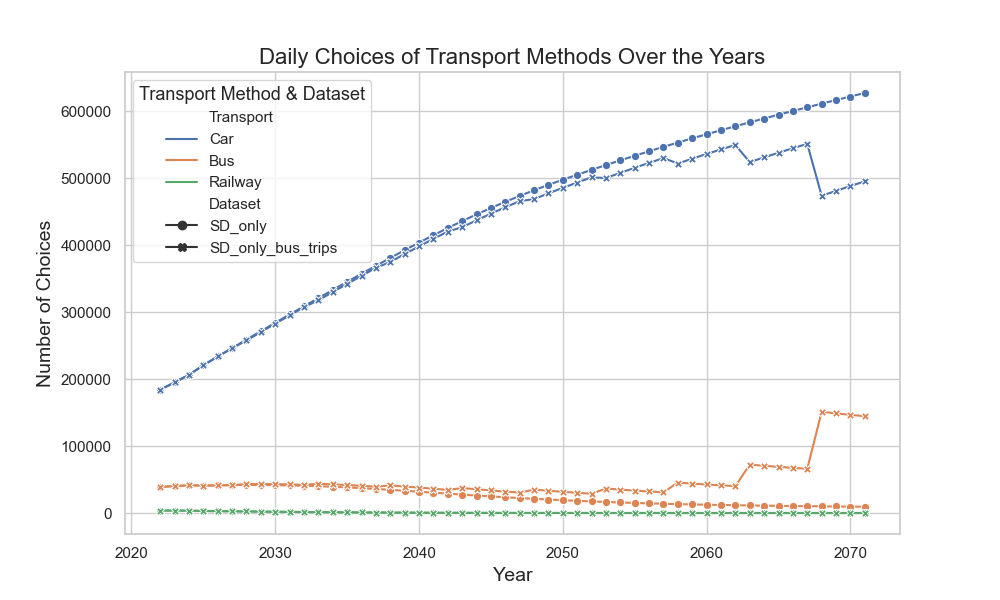 Daily Choices of Transport Methods Over the Years
Transport Method & Dataset
Transport
Car
Bus
Railway
Dataset
SD_only
SD_only_bus_trips
Number of Choices
600000
500000
400000
300000
200000
100000
0
2020 2030 2040 2050 2060 2070
Year